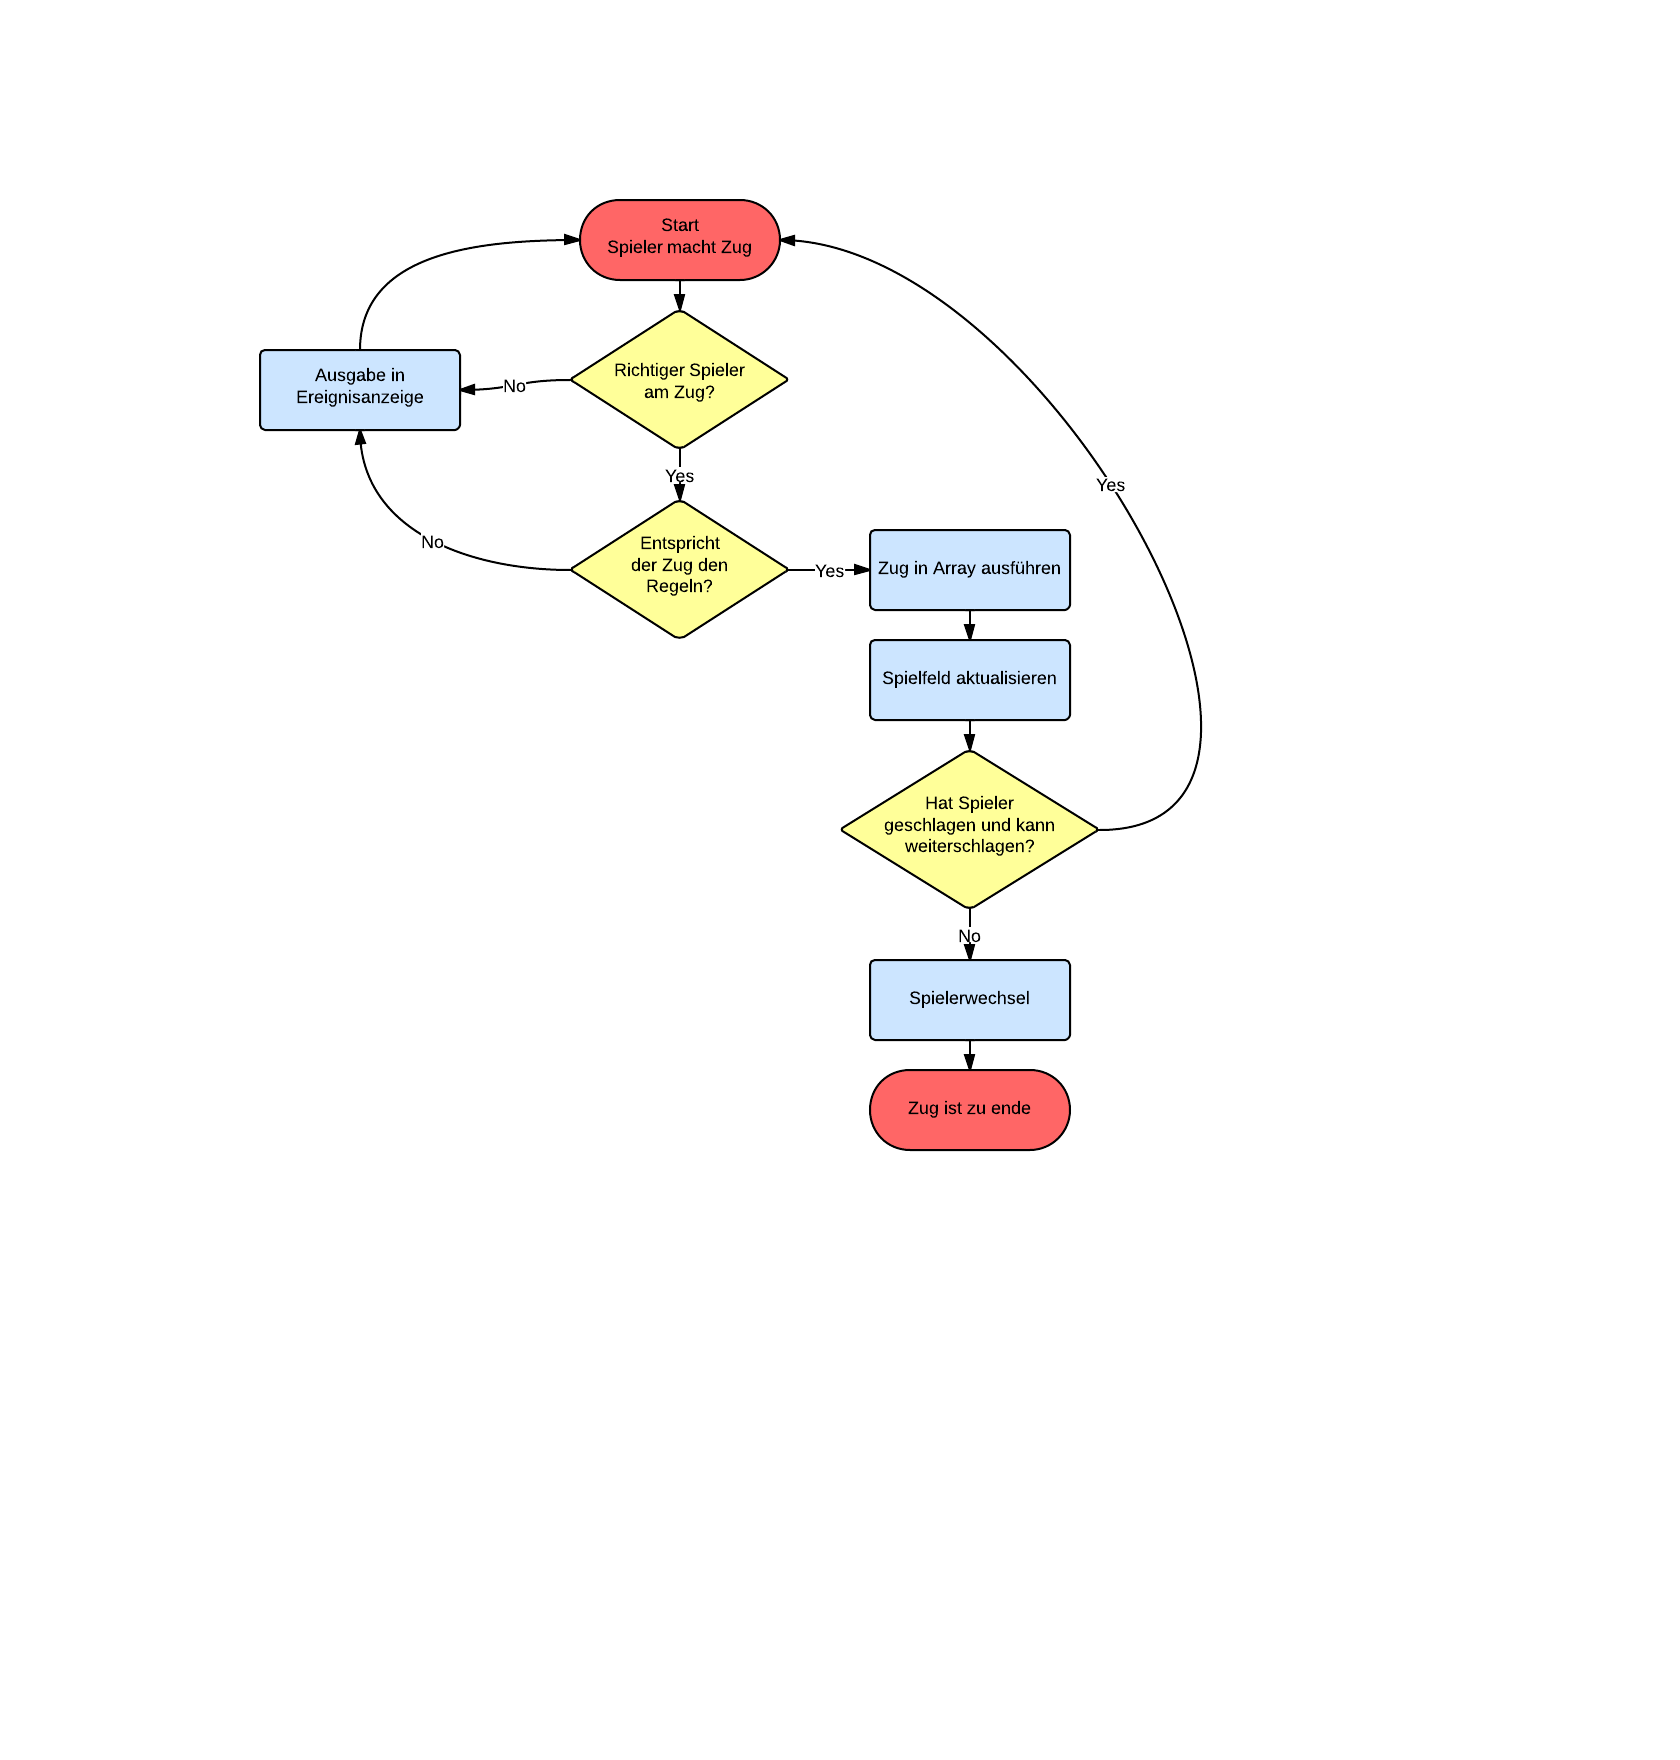 Start
Spieler macht Zug
Richtiger Spieler
am Zug?
No
Ausgabe in
Ereignisanzeige
Yes
Entspricht
der Zug den
Regeln?
No
Yes
Zug in Array ausführen
Spielfeld aktualisieren
Hat Spieler
geschlagen und kann
weiterschlagen?
Yes
No
Spielerwechsel
Zug ist zu ende